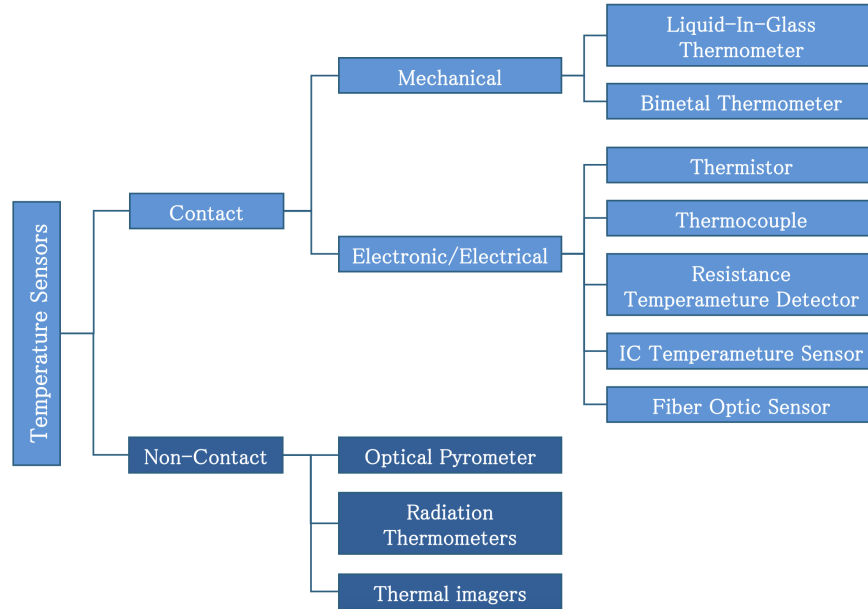 Temperature Sensors
Contact
Mechanical
Liquid-In-Glass
Thermometer
Bimetal Thermometer
Electronic/Electrical
Thermistor
Thermocouple
Resistance
Temperameture Detector
IC Temperameture Sensor
Fiber Optic Sensor
Non-Contact
Optical Pyrometer
Radiation
Thermometers
Thermal imagers